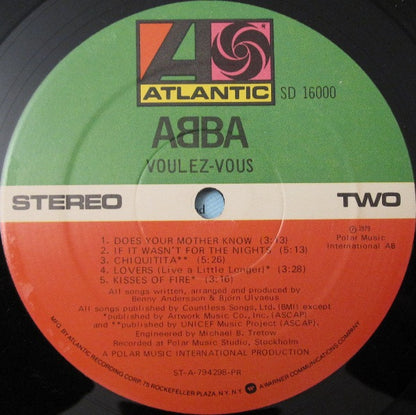 ATLANTIC
SD 16000
ABBA
VOULEZ-VOUS
STEREO
TWO
℗ 1979
Polar Music
International AB
1. DOES YOUR MOTHER KNOW (3:13)
2. IF IT WASN'T FOR THE NIGHTS (5:13)
3. CHIQUITITA** (5:26)
4. LOVERS (Live a Little Longer)* (3:28)
5. KISSES OF FIRE* (3:16)
All songs written, arranged and produced by
Benny Andersson & Björn Ulvaeus
All songs published by Countless Songs, Ltd. (BMI) except
*published by Artwork Music Co., Inc. (ASCAP)
and **published by UNICEF Music Project (ASCAP).
Engineered by Michael B. Tretow
Recorded at Polar Music Studio, Stockholm
A POLAR MUSIC INTERNATIONAL PRODUCTION
ST-A-794298-PR
MFG. BY ATLANTIC RECORDING CORP. 75 ROCKEFELLER PLAZA, N.Y. N.Y. A WARNER COMMUNICATIONS COMPANY